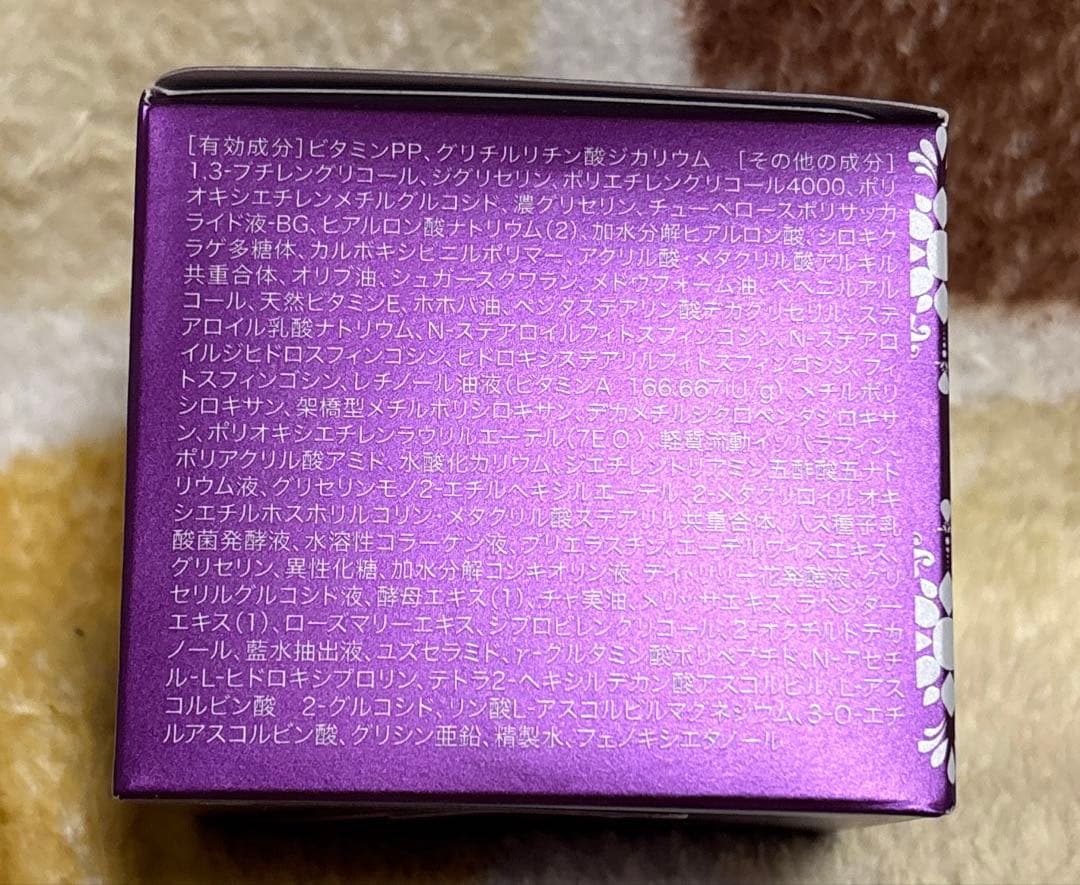 [有効成分]ビタミンPP、グリチルリチン酸ジカリウム [その他の成分]
1,3-ブチレングリコール、ジグリセリン、ポリエチレングリコール4000、ポリ
オキシエチレンメチルグルコシド、濃グリセリン、チューベロースポリサッカ
ライド液-BG、ヒアルロン酸ナトリウム(2)、加水分解ヒアルロン酸、シロキク
ラゲ多糖体、カルボキシビニルポリマー、アクリル酸・メタクリル酸アルキル
共重合体、オリブ油、シュガースクワラン、メドウフォーム油、ベヘニルアル
コール、天然ビタミンE、ホホバ油、ペンタステアリン酸デカグリセリル、ステ
アロイル乳酸ナトリウム、N-ステアロイルフィトスフィンゴシン、N-ステアロ
イルジヒドロスフィンゴシン、ヒドロキシステアリルフィトスフィンゴシン、フィ
トスフィンゴシン、レチノール油液(ビタミンA 166.667IU/g)、メチルポリ
シロキサン、架橋型メチルポリシロキサン、デカメチルシクロペンタシロキサ
ン、ポリオキシエチレンラウリルエーテル(7E.O.)、軽質流動イソパラフィン、
ポリアクリル酸アミド、水酸化カリウム、ジエチレントリアミン五酢酸五ナト
リウム液、グリセリンモノ2-エチルヘキシルエーテル、2-メタクリロイルオキ
シエチルホスホリルコリン・メタクリル酸ステアリル共重合体、ハス種子乳
酸菌発酵液、水溶性コラーゲン液、プリエラスチン、エーデルワイスエキス、
グリセリン、異性化糖、加水分解コンキオリン液、デイリリー花発酵液、グリ
セリルグルコシド液、酵母エキス(1)、チャ実油、メリッサエキス、ラベンダー
エキス(1)、ローズマリーエキス、ジプロピレングリコール、2-オクチルドデカ
ノール、藍水抽出液、ユズセラミド、γ-グルタミン酸ポリペプチド、N-アセチ
ル-L-ヒドロキシプロリン、テトラ2-ヘキシルデカン酸アスコルビル、L-アス
コルビン酸 2-グルコシド、リン酸L-アスコルビルマグネシウム、3-O-エチ
ルアスコルビン酸、グリシン亜鉛、精製水、フェノキシエタノール